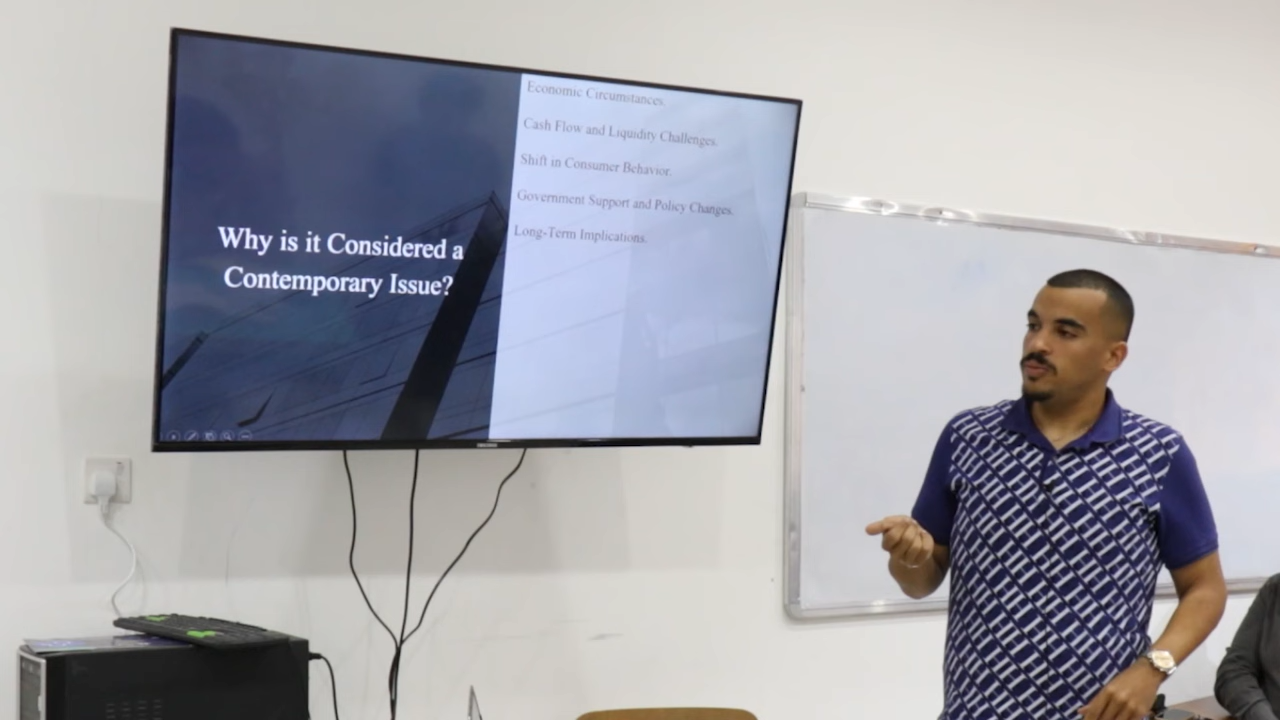 Why is it Considered a
Contemporary Issue?
Economic Circumstances.
Cash Flow and Liquidity Challenges.
Shift in Consumer Behavior.
Government Support and Policy Changes.
Long-Term Implications.